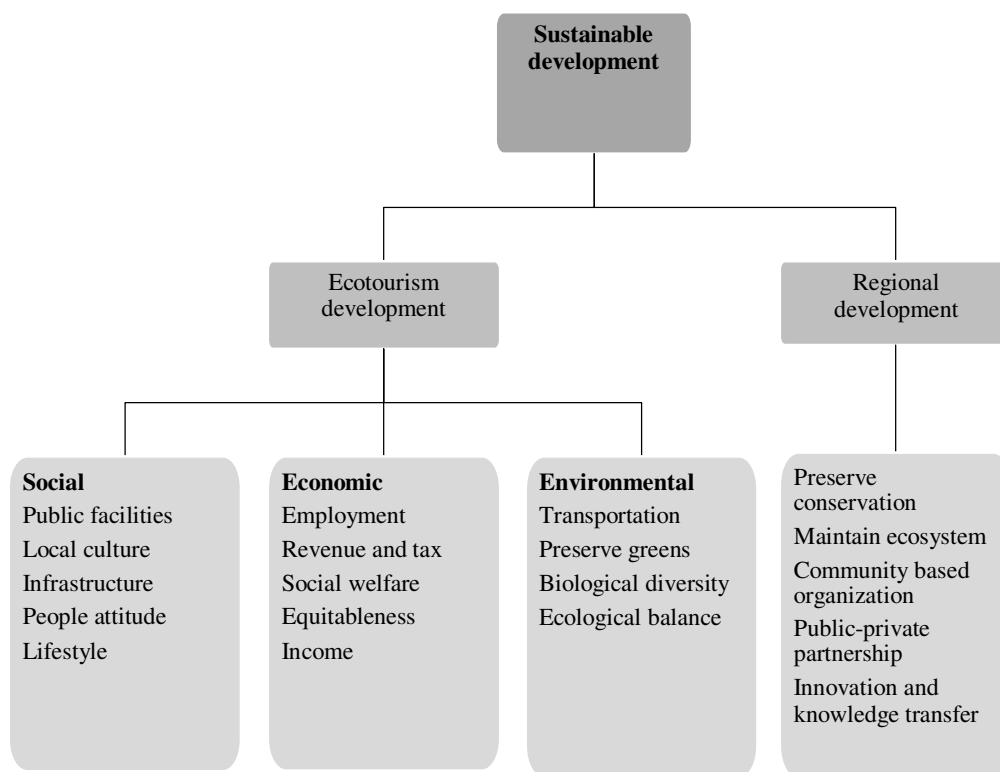 Sustainable
development
Ecotourism
development
Regional
development
Social
Public facilities
Local culture
Infrastructure
People attitude
Lifestyle
Economic
Employment
Revenue and tax
Social welfare
Equitableness
Income
Environmental
Transportation
Preserve greens
Biological diversity
Ecological balance
Preserve
conservation
Maintain ecosystem
Community based
organization
Public-private
partnership
Innovation and
knowledge transfer